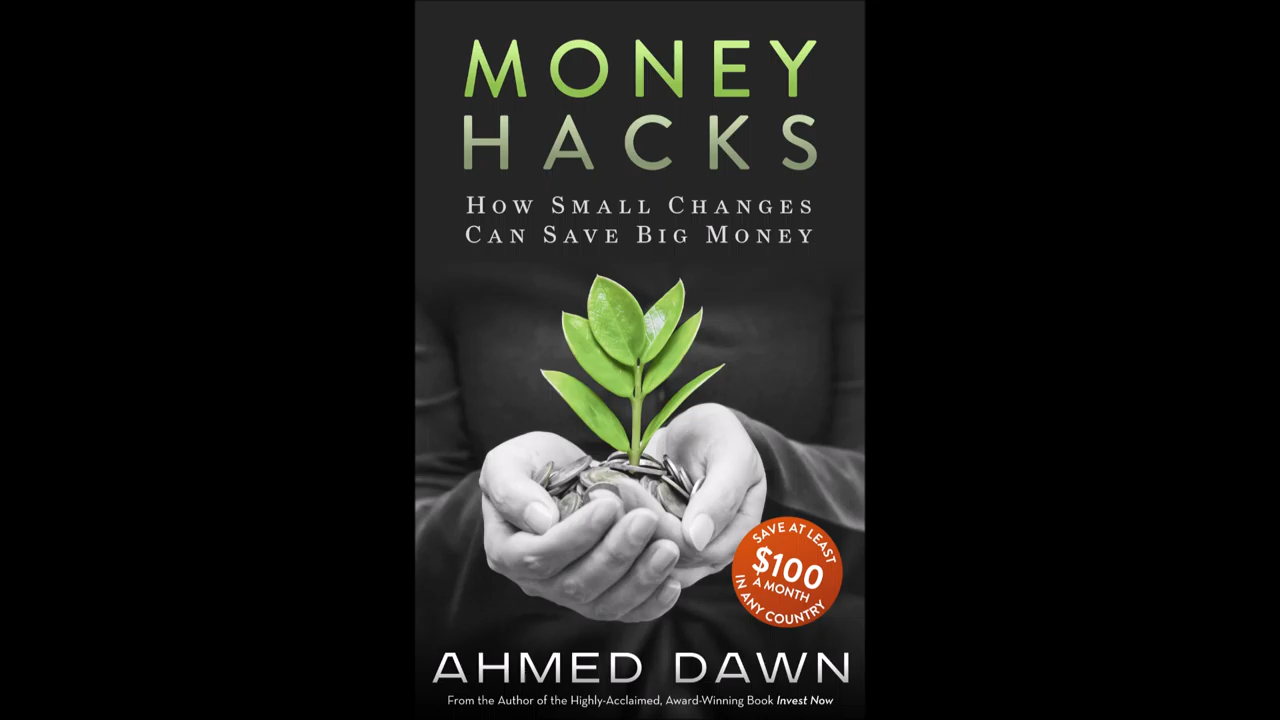 MONEY
HACKS
HOW SMALL CHANGES
CAN SAVE BIG MONEY
SAVE AT LEAST
$100
A MONTH
IN ANY COUNTRY
AHMED DAWN
From the Author of the Highly-Acclaimed, Award-Winning Book Invest Now